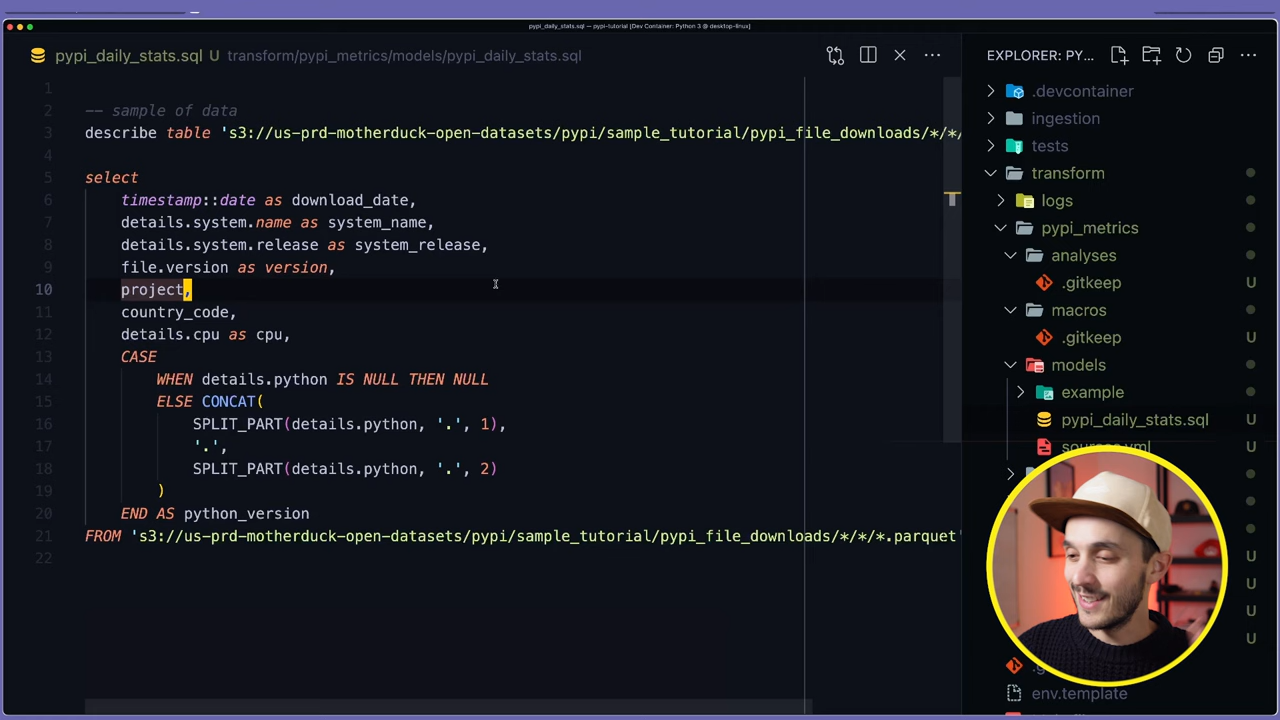 pypi_daily_stats.sql — pypi-tutorial [Dev Container: Python 3 @ desktop-linux]
pypi_daily_stats.sql U transform/pypi_metrics/models/pypi_daily_stats.sql
1
2 -- sample of data
3 describe table 's3://us-prd-motherduck-open-datasets/pypi/sample_tutorial/pypi_file_downloads/*/*/
4
5 select
6 timestamp::date as download_date,
7 details.system.name as system_name,
8 details.system.release as system_release,
9 file.version as version,
10 project,
11 country_code,
12 details.cpu as cpu,
13 CASE
14 WHEN details.python IS NULL THEN NULL
15 ELSE CONCAT(
16 SPLIT_PART(details.python, '.', 1),
17 '.',
18 SPLIT_PART(details.python, '.', 2)
19 )
20 END AS python_version
21 FROM 's3://us-prd-motherduck-open-datasets/pypi/sample_tutorial/pypi_file_downloads/*/*/*.parquet'
22
EXPLORER: PY...
.devcontainer
ingestion
tests
transform
logs
pypi_metrics
analyses
.gitkeep U
macros
.gitkeep U
models
example
pypi_daily_stats.sql U
sources.yml
U
U
U
U
env.template